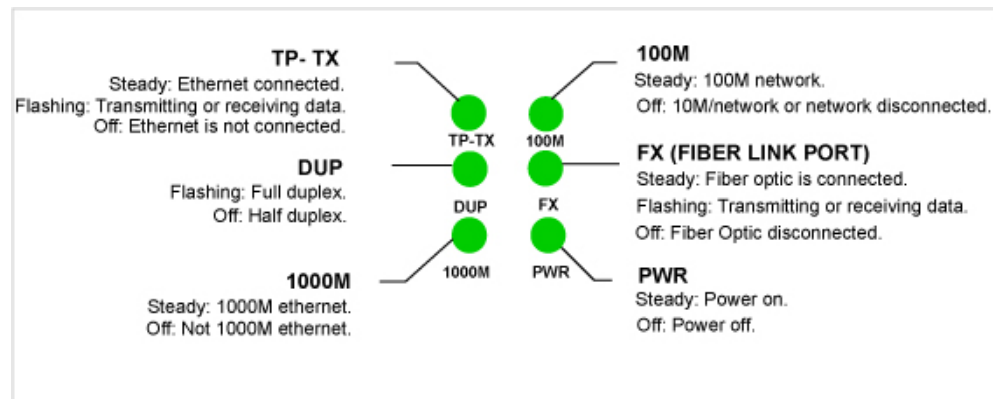 TP- TX
Steady: Ethernet connected.
Flashing: Transmitting or receiving data.
Off: Ethernet is not connected.
DUP
Flashing: Full duplex.
Off: Half duplex.
1000M
Steady: 1000M ethernet.
Off: Not 1000M ethernet.
TP-TX
100M
DUP
FX
1000M
PWR
100M
Steady: 100M network.
Off: 10M/network or network disconnected.
FX (FIBER LINK PORT)
Steady: Fiber optic is connected.
Flashing: Transmitting or receiving data.
Off: Fiber Optic disconnected.
PWR
Steady: Power on.
Off: Power off.